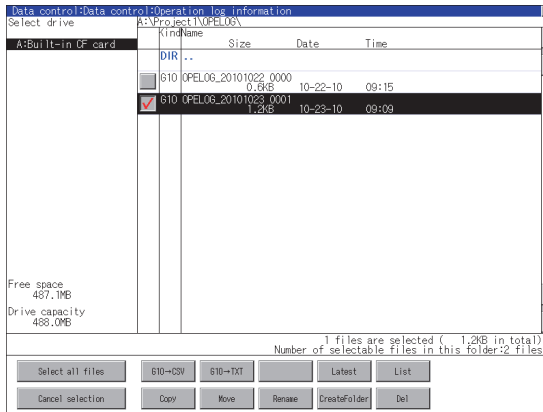 Data control:Data control:Operation log information
Select drive A:\Project1\OPELOG\
Kind Name
A:Built-in CF card Size Date Time
DIR ..
G10 OPELOG_20101022_0000
0.6KB 10-22-10 09:15
G10 OPELOG_20101023_0001
1.2KB 10-23-10 09:09
Free space
487.1MB
Drive capacity
488.0MB
1 files are selected ( 1.2KB in total)
Number of selectable files in this folder:2 files
Select all files G10→CSV G10→TXT Latest List
Cancel selection Copy Move Rename CreateFolder Del